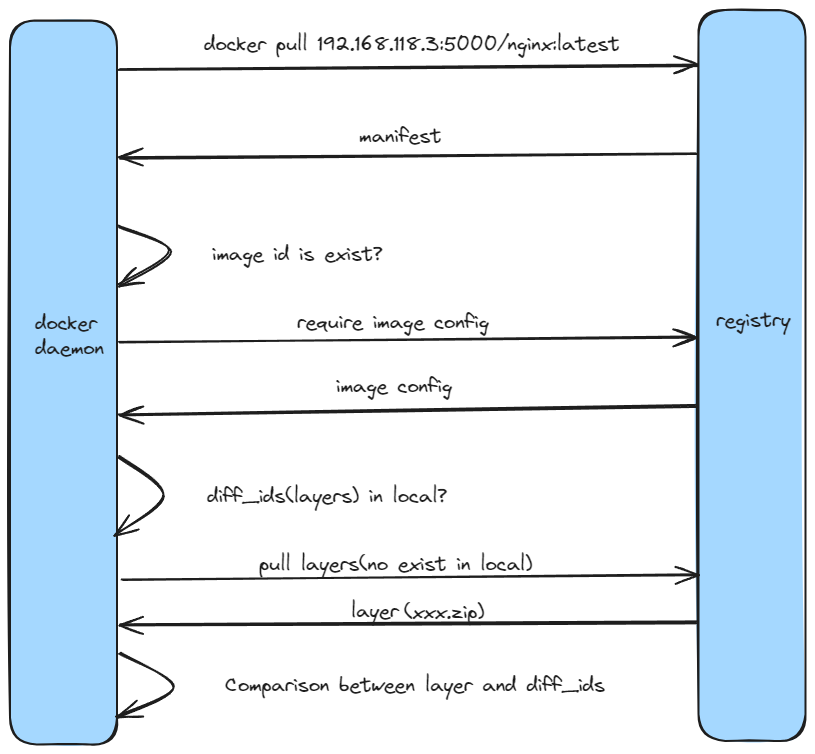 docker pull 192.168.118.3:5000/nginx:latest
manifest
image id is exist?
docker
daemon
registry
require image config
image config
diff_ids(layers) in local?
pull layers(no exist in local)
layer (xxx.zip)
Comparison between layer and diff_ids